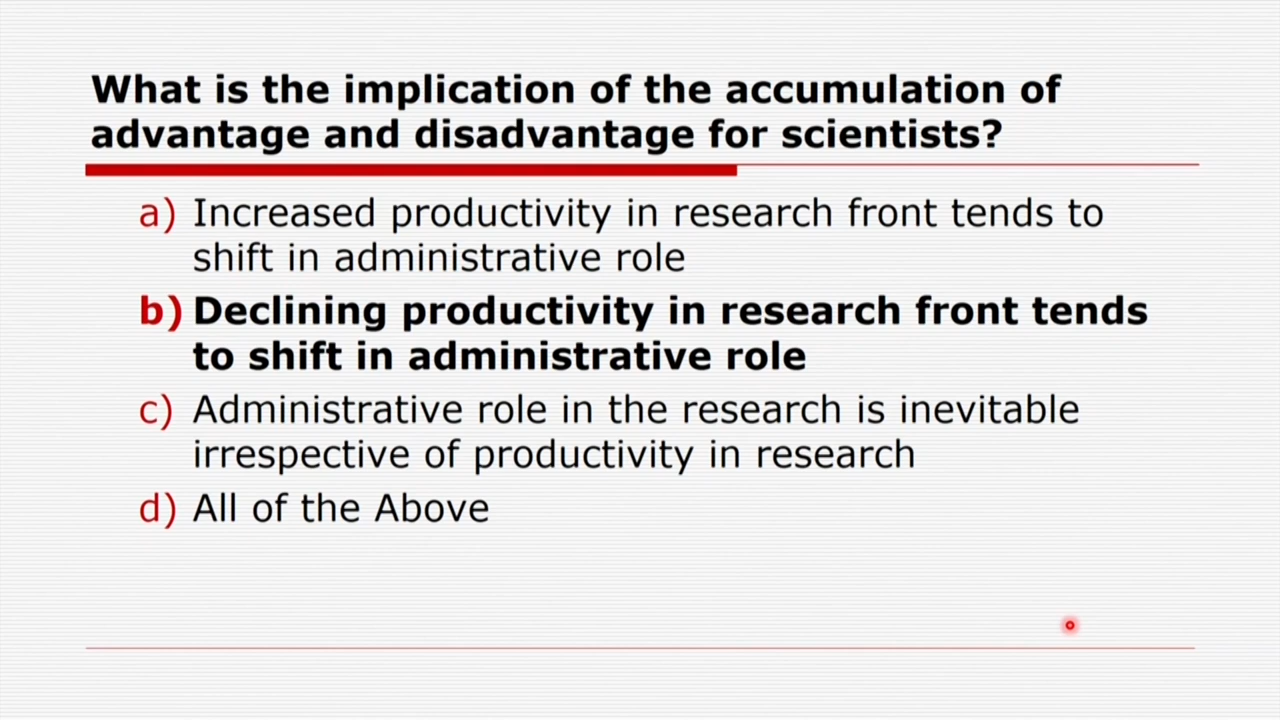 What is the implication of the accumulation of
advantage and disadvantage for scientists?
a) Increased productivity in research front tends to
shift in administrative role
b) Declining productivity in research front tends
to shift in administrative role
c) Administrative role in the research is inevitable
irrespective of productivity in research
d) All of the Above